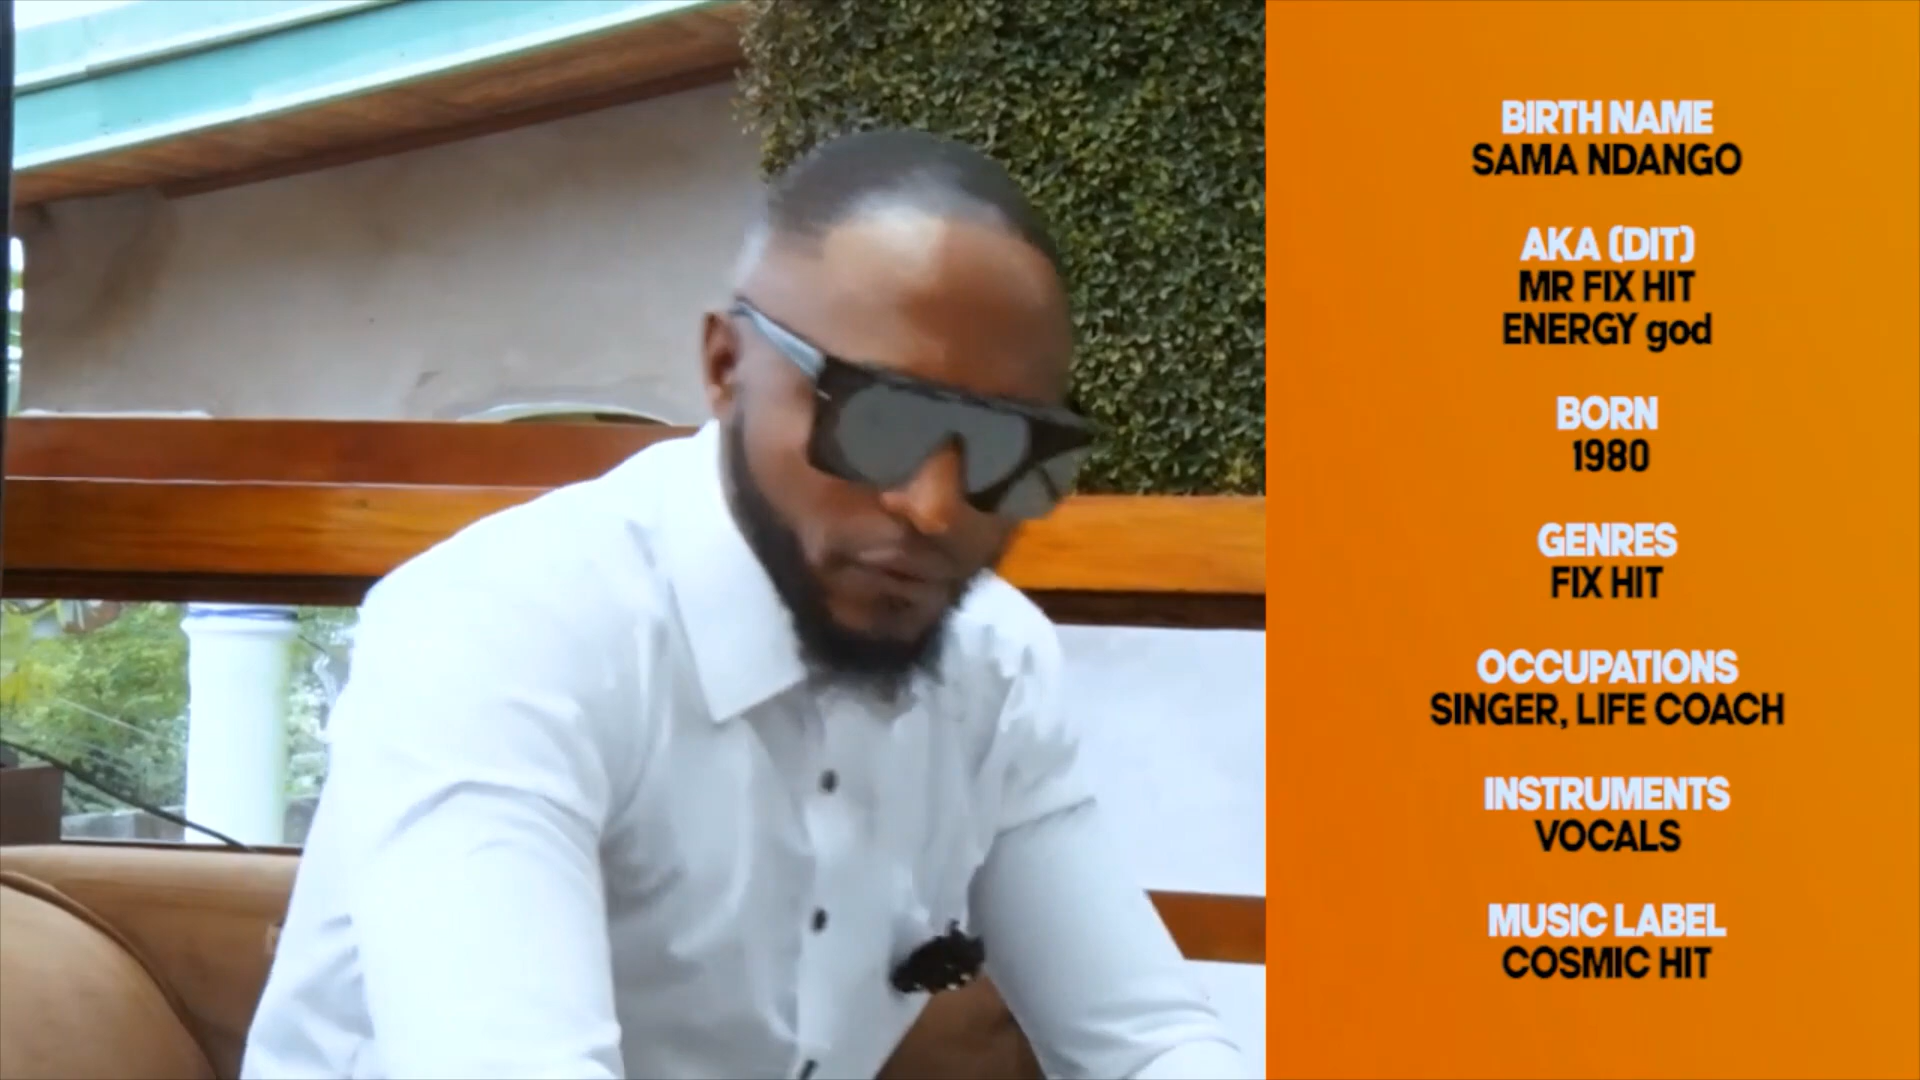 BIRTH NAME
SAMA NDANGO
AKA (DIT)
MR FIX HIT
ENERGY god
BORN
1980
GENRES
FIX HIT
OCCUPATIONS
SINGER, LIFE COACH
INSTRUMENTS
VOCALS
MUSIC LABEL
COSMIC HIT